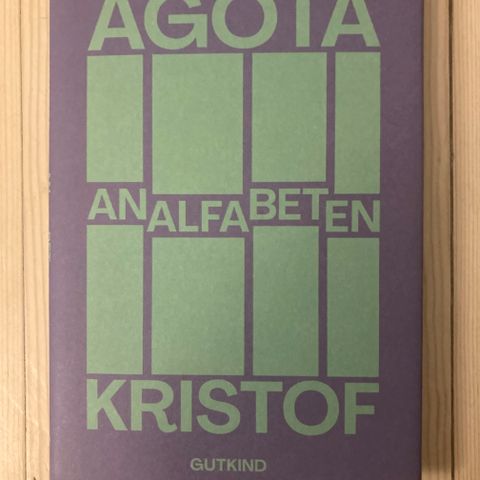 AGOTA
ANALFABETEN
KRISTOF
GUTKIND